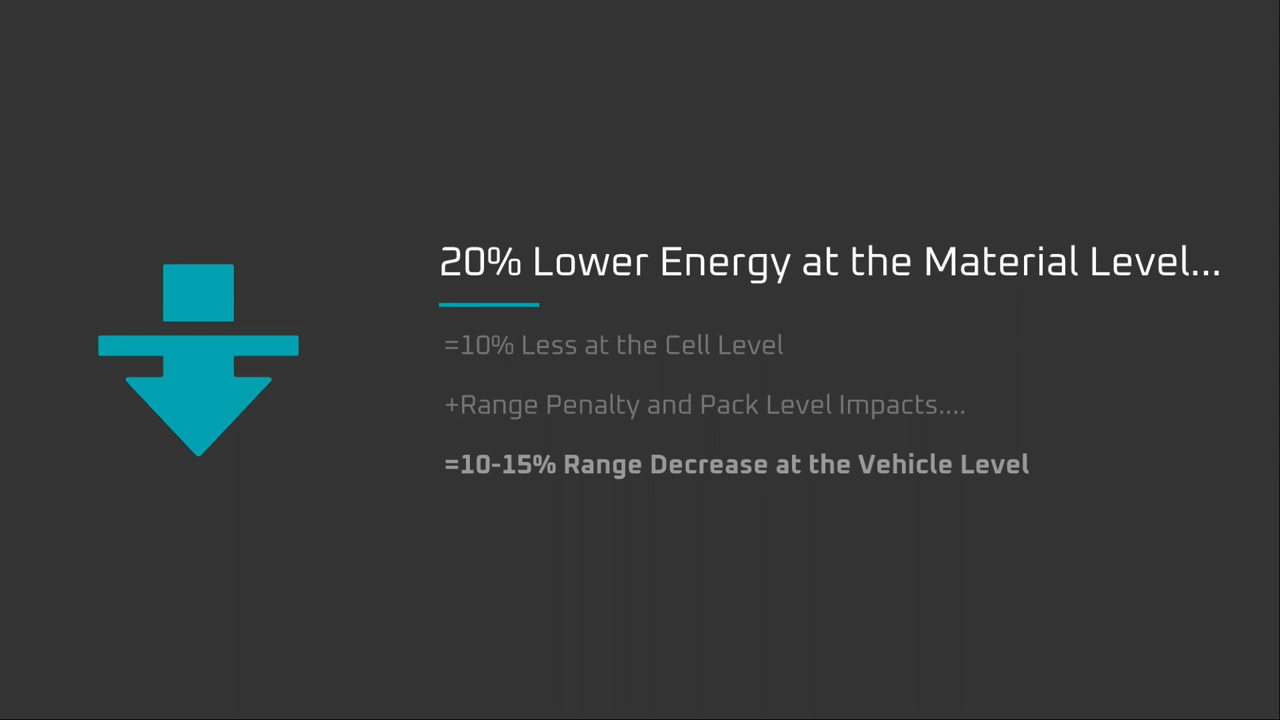 20% Lower Energy at the Material Level...
=10% Less at the Cell Level
+Range Penalty and Pack Level Impacts....
=10-15% Range Decrease at the Vehicle Level